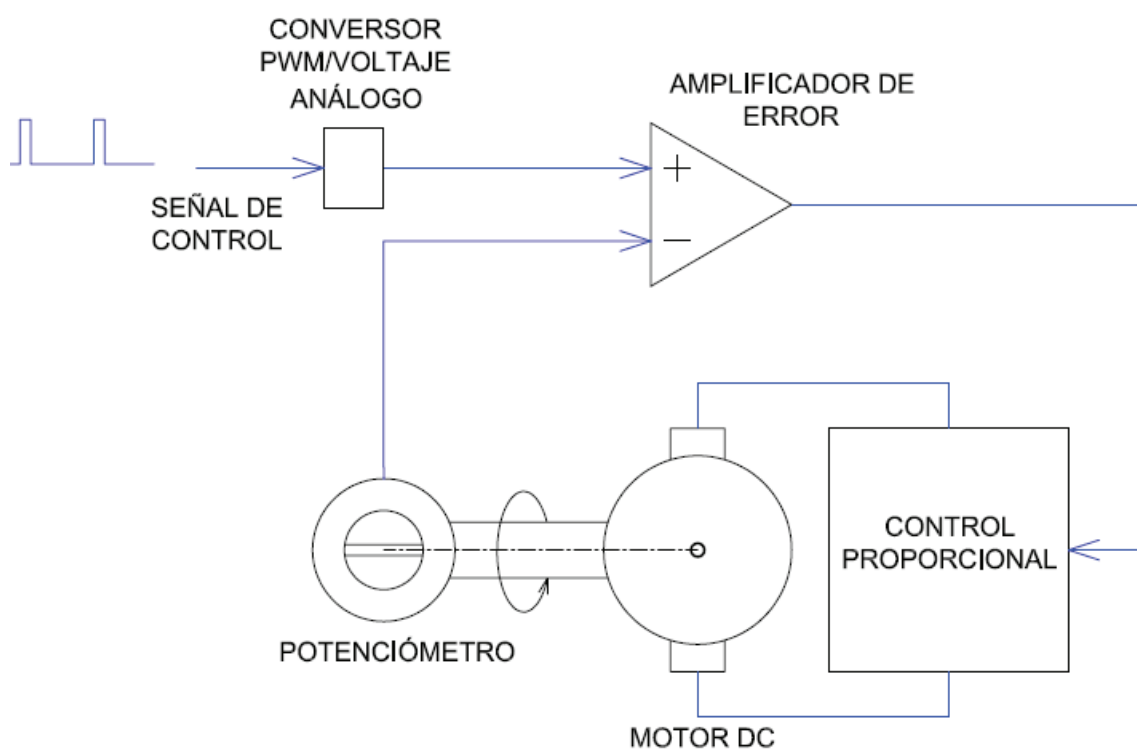 CONVERSOR
PWM/VOLTAJE
ANÁLOGO
AMPLIFICADOR DE
ERROR
+
SEÑAL DE
CONTROL
−
CONTROL
PROPORCIONAL
POTENCIÓMETRO
MOTOR DC